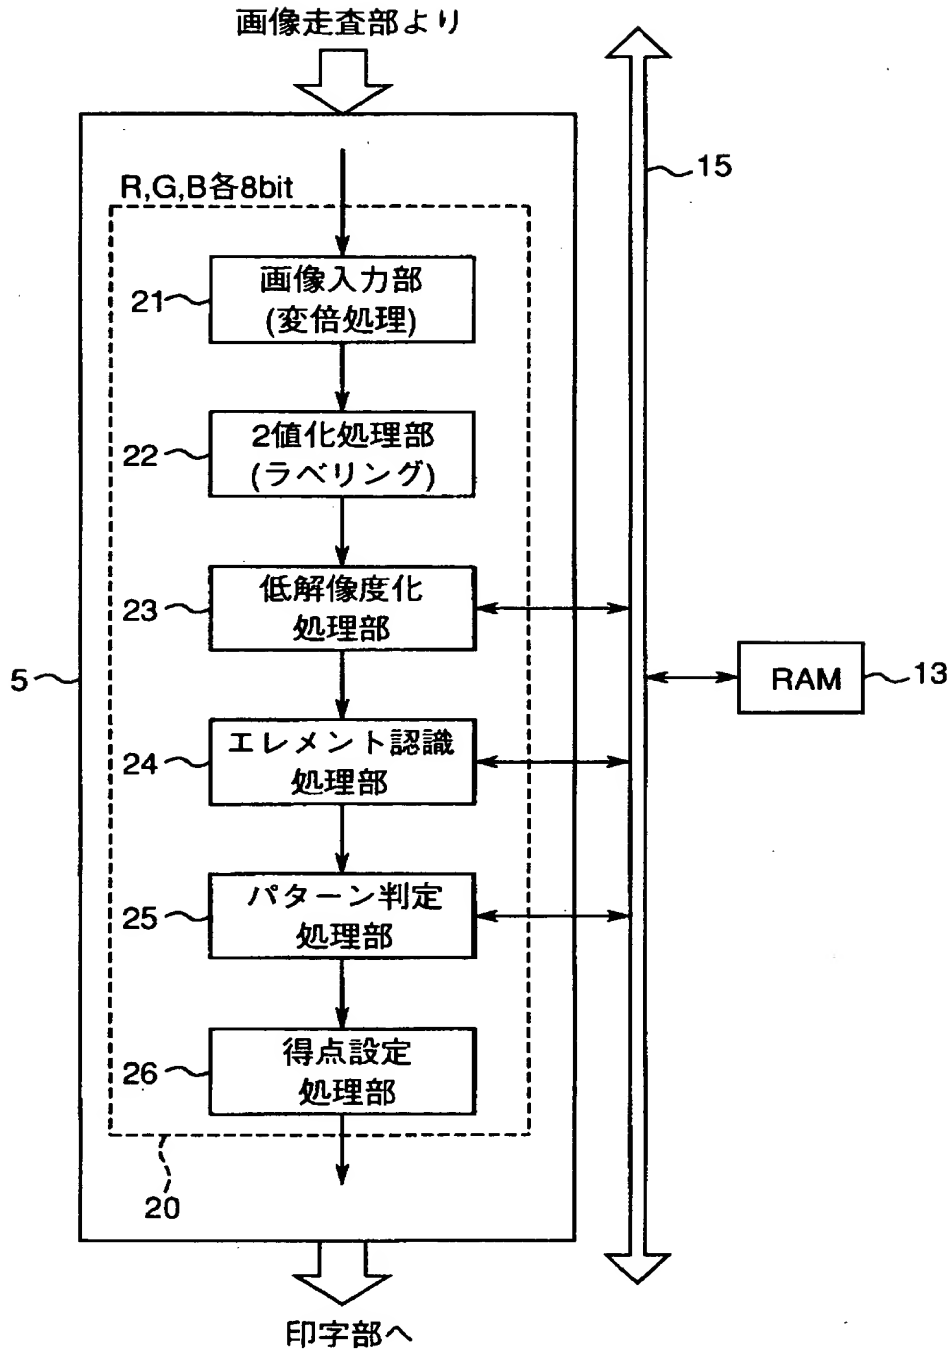 画像走査部より
15
R,G,B各8bit
21
画像入力部
(変倍処理)
22
2値化処理部
(ラベリング)
23
低解像度化
処理部
5
RAM
13
24
エレメント認識
処理部
25
パターン判定
処理部
26
得点設定
処理部
20
印字部へ